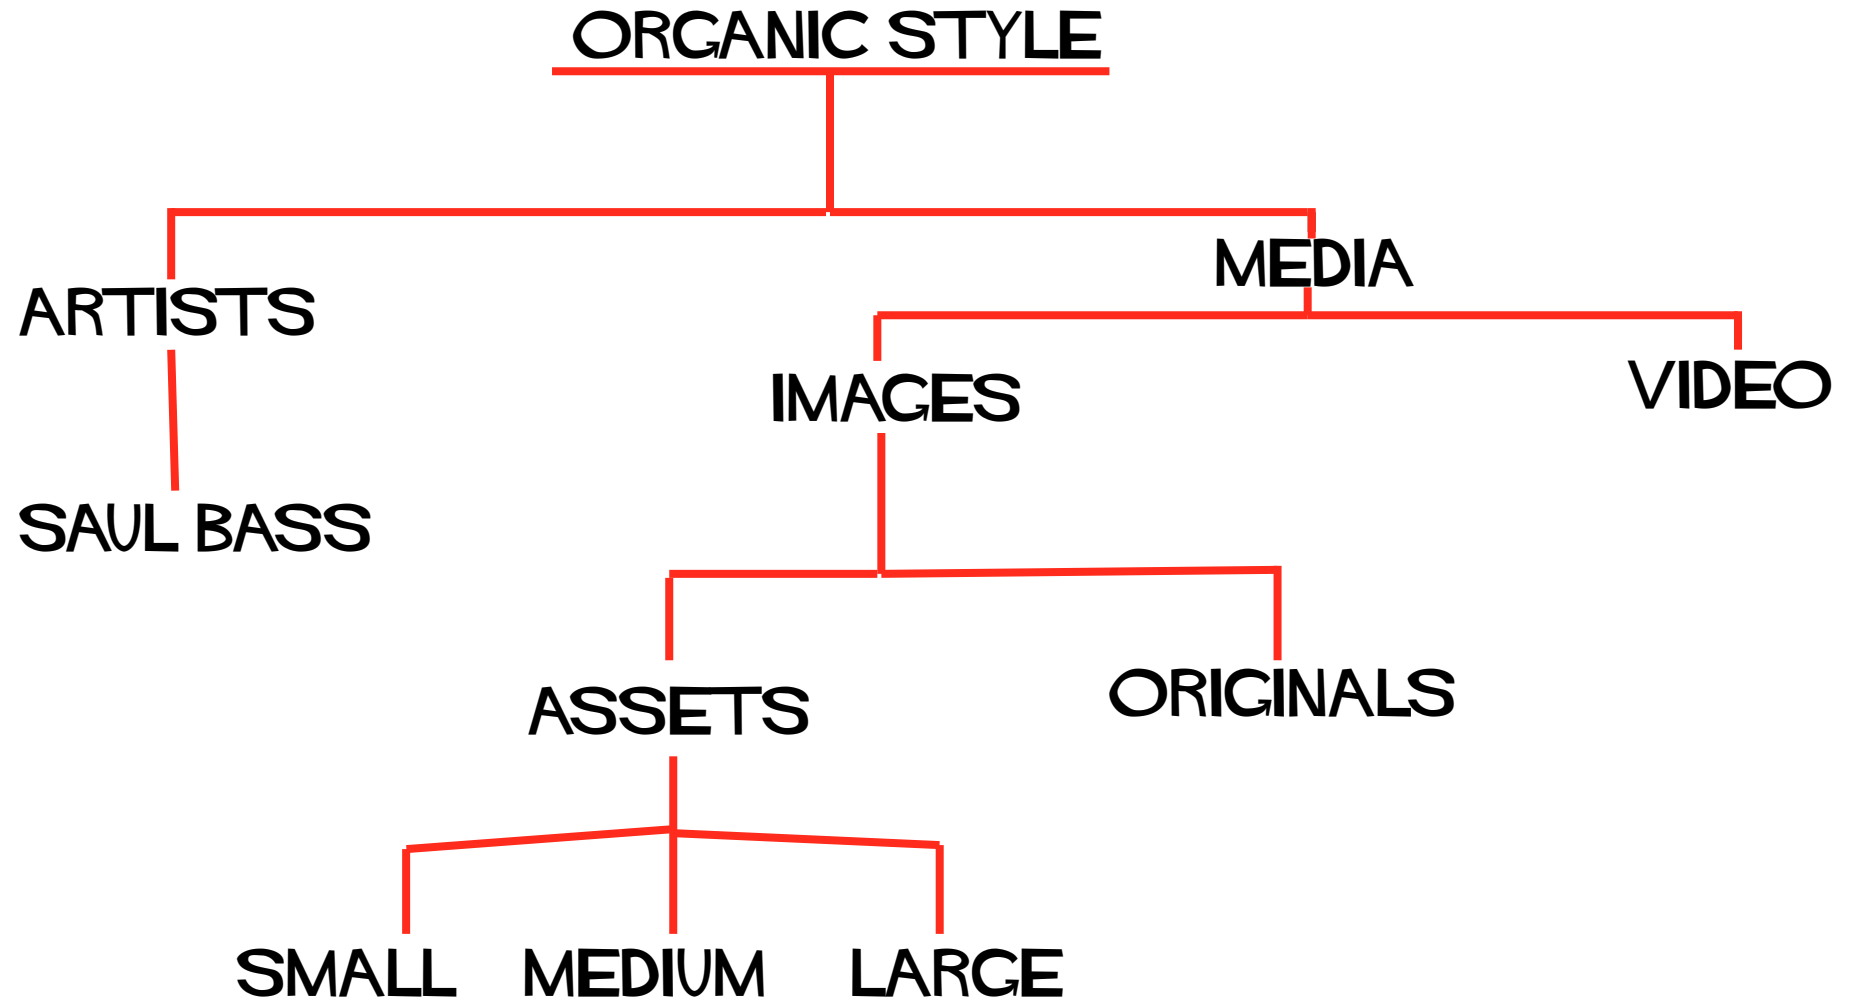 ORGANIC STYLE
MEDIA
ARTISTS
IMAGES
VIDEO
SAUL BASS
ASSETS
ORIGINALS
SMALL
MEDIUM
LARGE